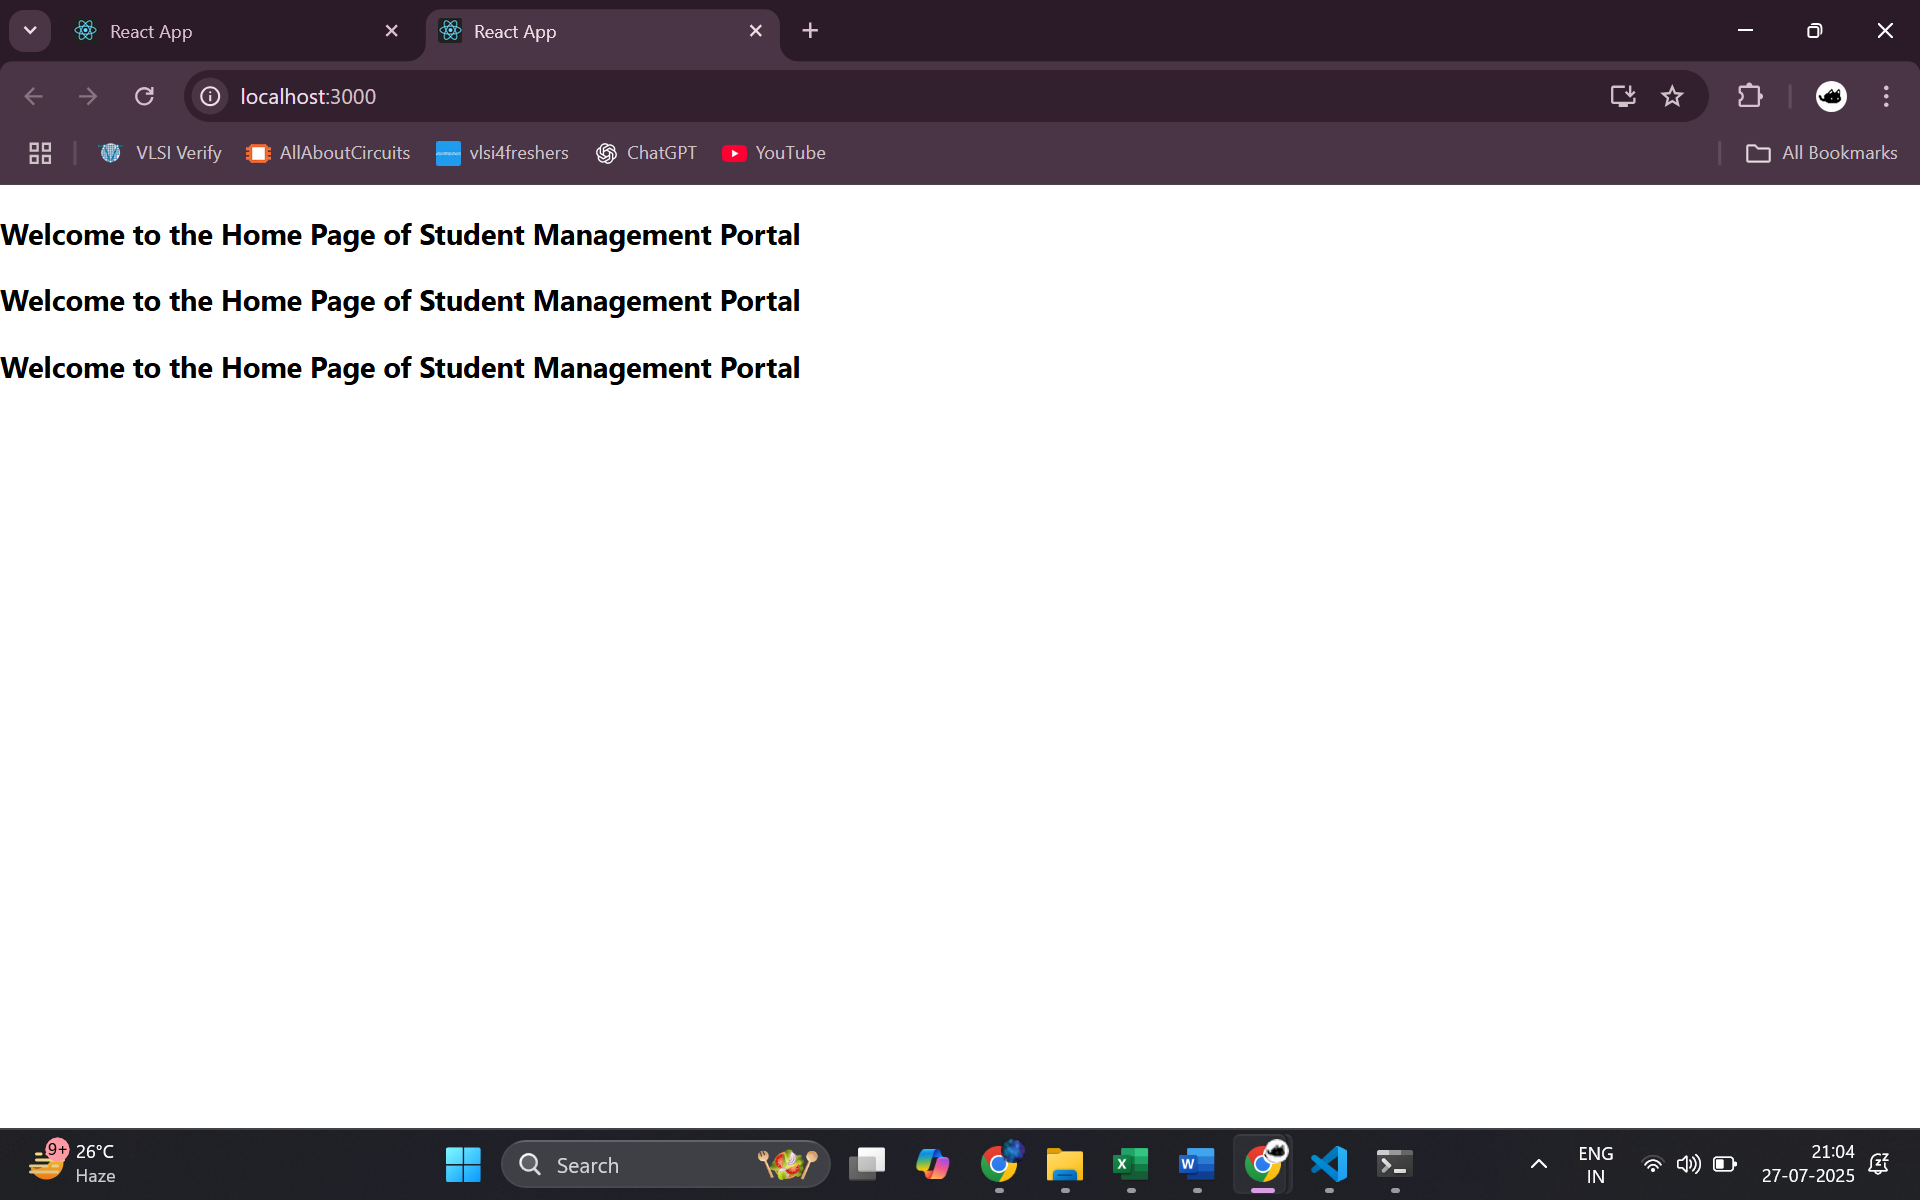 React App
React App
localhost:3000
VLSI Verify
AllAboutCircuits
vlsi4freshers
ChatGPT
YouTube
All Bookmarks
Welcome to the Home Page of Student Management Portal
Welcome to the Home Page of Student Management Portal
Welcome to the Home Page of Student Management Portal
9+
26°C
Haze
Search
ENG
IN
21:04
27-07-2025